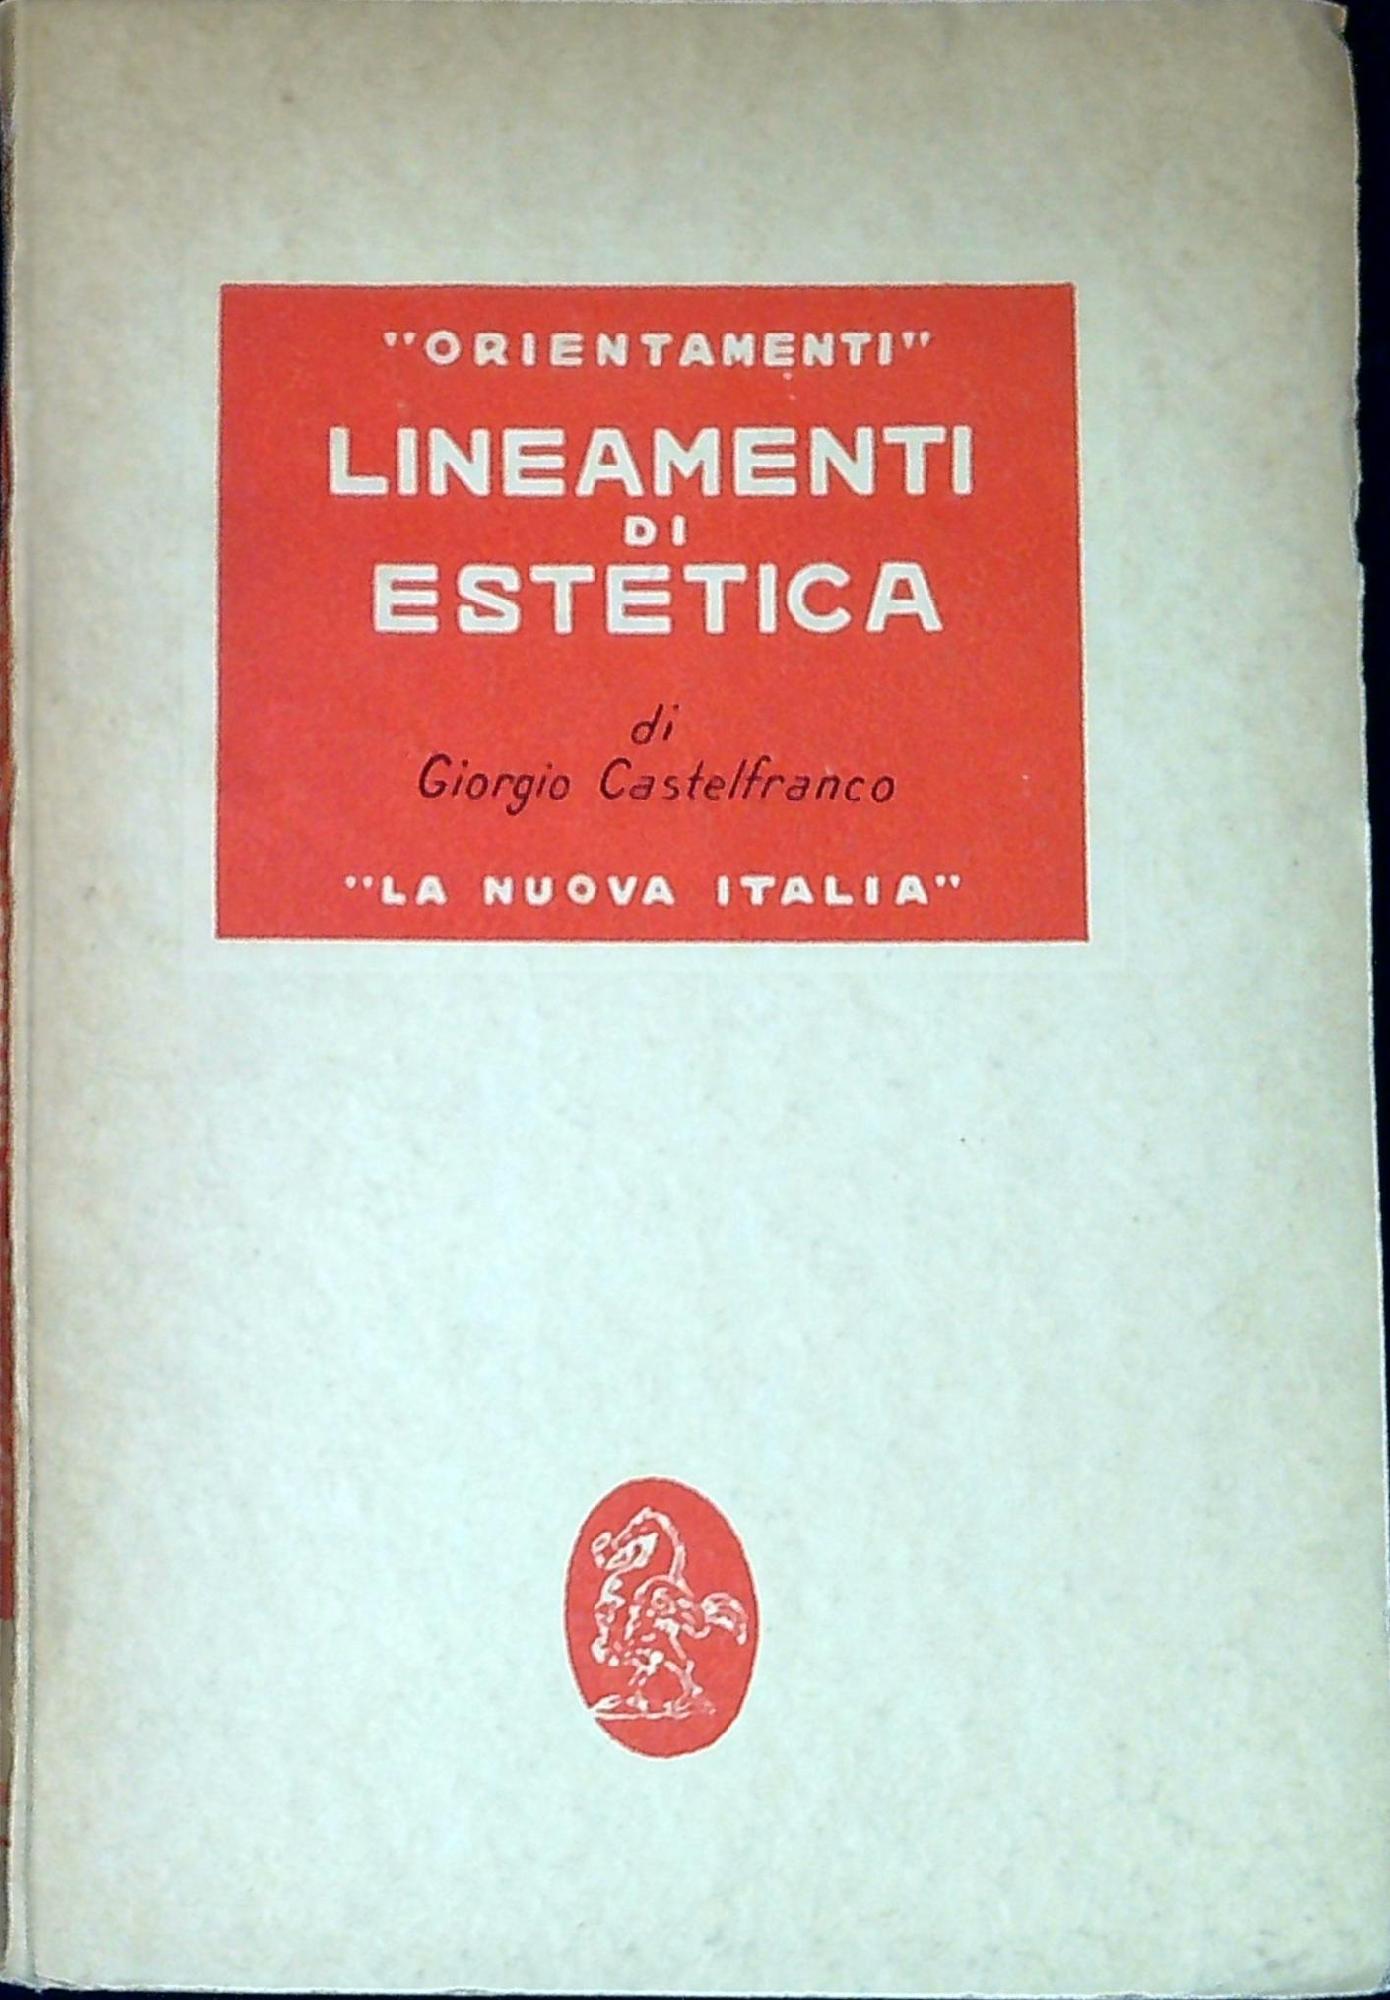 "ORIENTAMENTI"
LINEAMENTI
DI
ESTETICA
di
Giorgio Castelfranco
"LA NUOVA ITALIA"